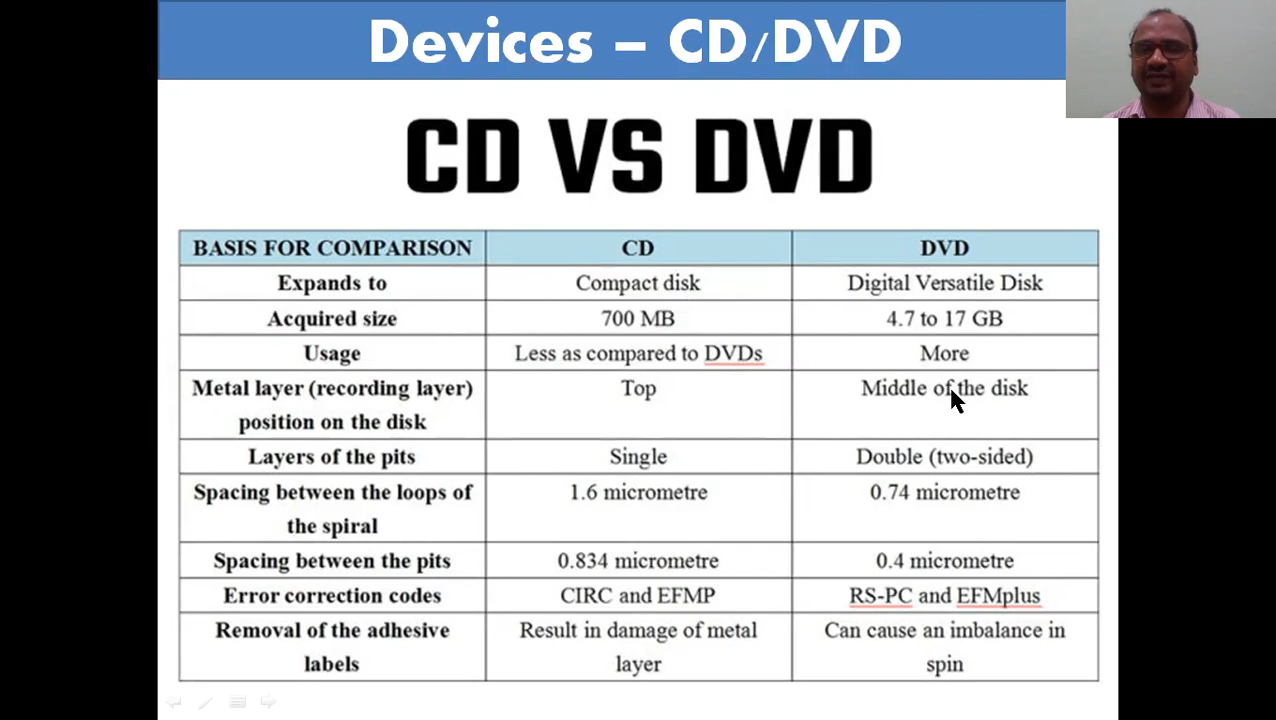 Devices – CD/DVD
CD VS DVD
BASIS FOR COMPARISON CD DVD
Expands to Compact disk Digital Versatile Disk
Acquired size 700 MB 4.7 to 17 GB
Usage Less as compared to DVDs More
Metal layer (recording layer) Top Middle of the disk
position on the disk
Layers of the pits Single Double (two-sided)
Spacing between the loops of 1.6 micrometre 0.74 micrometre
the spiral
Spacing between the pits 0.834 micrometre 0.4 micrometre
Error correction codes CIRC and EFMP RS-PC and EFMplus
Removal of the adhesive Result in damage of metal Can cause an imbalance in
labels layer spin